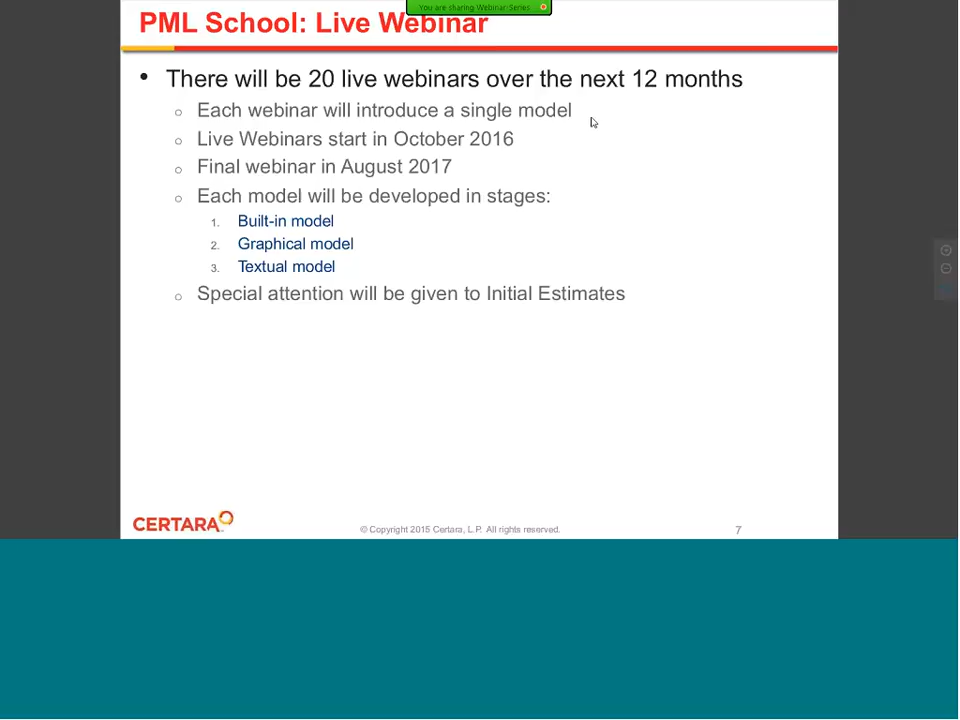 You are sharing Webinar-Series
PML School: Live Webinar
• There will be 20 live webinars over the next 12 months
○ Each webinar will introduce a single model
○ Live Webinars start in October 2016
○ Final webinar in August 2017
○ Each model will be developed in stages:
1. Built-in model
2. Graphical model
3. Textual model
○ Special attention will be given to Initial Estimates
CERTARA
© Copyright 2015 Certara, L.P. All rights reserved.
7